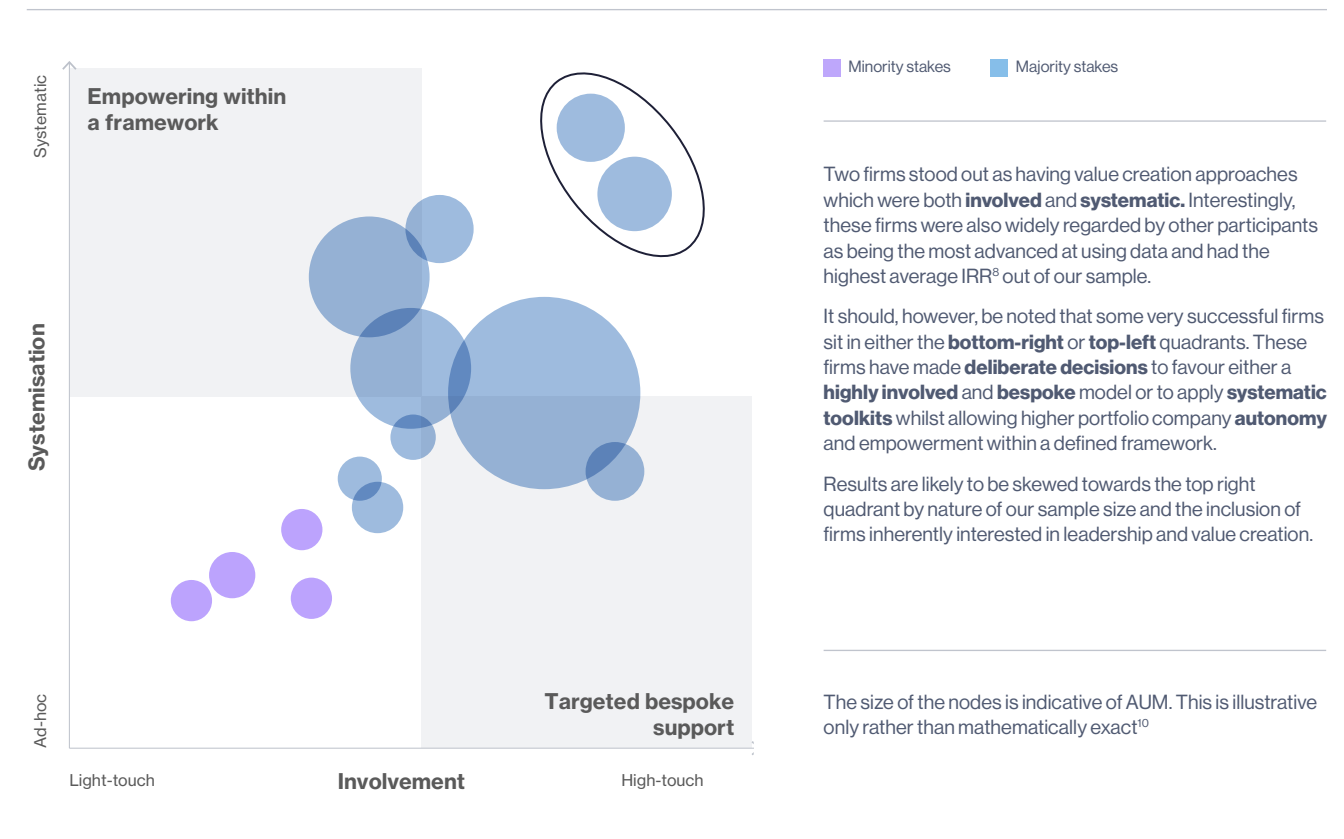 Systematic
Empowering within
a framework
Systemisation
Ad-hoc
Targeted bespoke
support
Light-touch
Involvement
High-touch
Minority stakes
Majority stakes
Two firms stood out as having value creation approaches
which were both involved and systematic. Interestingly,
these firms were also widely regarded by other participants
as being the most advanced at using data and had the
highest average IRR⁸ out of our sample.
It should, however, be noted that some very successful firms
sit in either the bottom-right or top-left quadrants. These
firms have made deliberate decisions to favour either a
highly involved and bespoke model or to apply systematic
toolkits whilst allowing higher portfolio company autonomy
and empowerment within a defined framework.
Results are likely to be skewed towards the top right
quadrant by nature of our sample size and the inclusion of
firms inherently interested in leadership and value creation.
The size of the nodes is indicative of AUM. This is illustrative
only rather than mathematically exact¹⁰